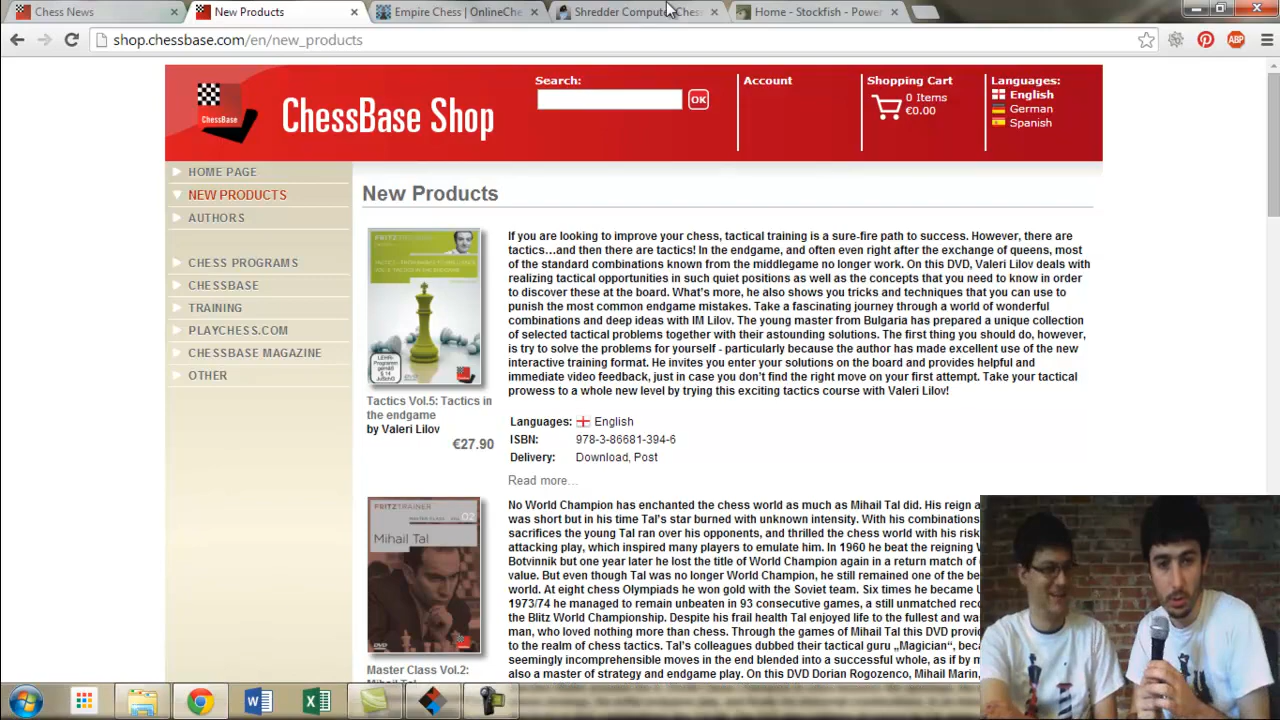 Chess News
New Products
Empire Chess | OnlineChe
Shredder Computer Chess
Home - Stockfish - Powe
shop.chessbase.com/en/new_products
ABP
ChessBase
ChessBase Shop
Search:
OK
Account
Shopping Cart
0 Items
€0.00
Languages:
English
German
Spanish
HOME PAGE
NEW PRODUCTS
AUTHORS
CHESS PROGRAMS
CHESSBASE
TRAINING
PLAYCHESS.COM
CHESSBASE MAGAZINE
OTHER
New Products
If you are looking to improve your chess, tactical training is a sure-fire path to success. However, there are
tactics…and then there are tactics! In the endgame, and often even right after the exchange of queens, most
of the standard combinations known from the middlegame no longer work. On this DVD, Valeri Lilov deals with
realizing tactical opportunities in such quiet positions as well as the concepts that you need to know in order
to discover these at the board. What's more, he also shows you tricks and techniques that you can use to
punish the most common endgame mistakes. Take a fascinating journey through a world of wonderful
combinations and deep ideas with IM Lilov. The young master from Bulgaria has prepared a unique collection
of selected tactical problems together with their astounding solutions. The first thing you should do, however,
is try to solve the problems for yourself - particularly because the author has made excellent use of the new
interactive training format. He invites you enter your solutions on the board and provides helpful and
immediate video feedback, just in case you don't find the right move on your first attempt. Take your tactical
prowess to a whole new level by trying this exciting tactics course with Valeri Lilov!
FRITZTRAINER
Tactics Vol.5: Tactics in
the endgame
by Valeri Lilov
€27.90
Languages: English
ISBN: 978-3-86681-394-6
Delivery: Download, Post
Read more...
FRITZTRAINER
02
Mihail Tal
DVD
Master Class Vol.2:
No World Champion has enchanted the chess world as much as Mihail Tal did. His reign a
was short but in his time Tal's star burned with unknown intensity. With his combinations
sacrifices the young Tal ran over his opponents, and thrilled the chess world with his risk
attacking play, which inspired many players to emulate him. In 1960 he beat the reigning W
Botvinnik but one year later he lost the title of World Champion again in a return match of
value. But even though Tal was no longer World Champion, he still remained one of the be
world. At eight chess Olympiads he won gold with the Soviet team. Six times he became U
1973/74 he managed to remain unbeaten in 93 consecutive games, a still unmatched reco
the Blitz World Championship. Despite his frail health Tal enjoyed life to the fullest and wa
man, who loved nothing more than chess. Through the games of Mihail Tal this DVD provid
to the realm of chess tactics. Tal's colleagues dubbed their tactical guru „Magician", beca
seemingly incomprehensible moves in the end blended into a successful whole, as if by m
also a master of strategy and endgame play. On this DVD Dorian Rogozenco, Mihail Marin,